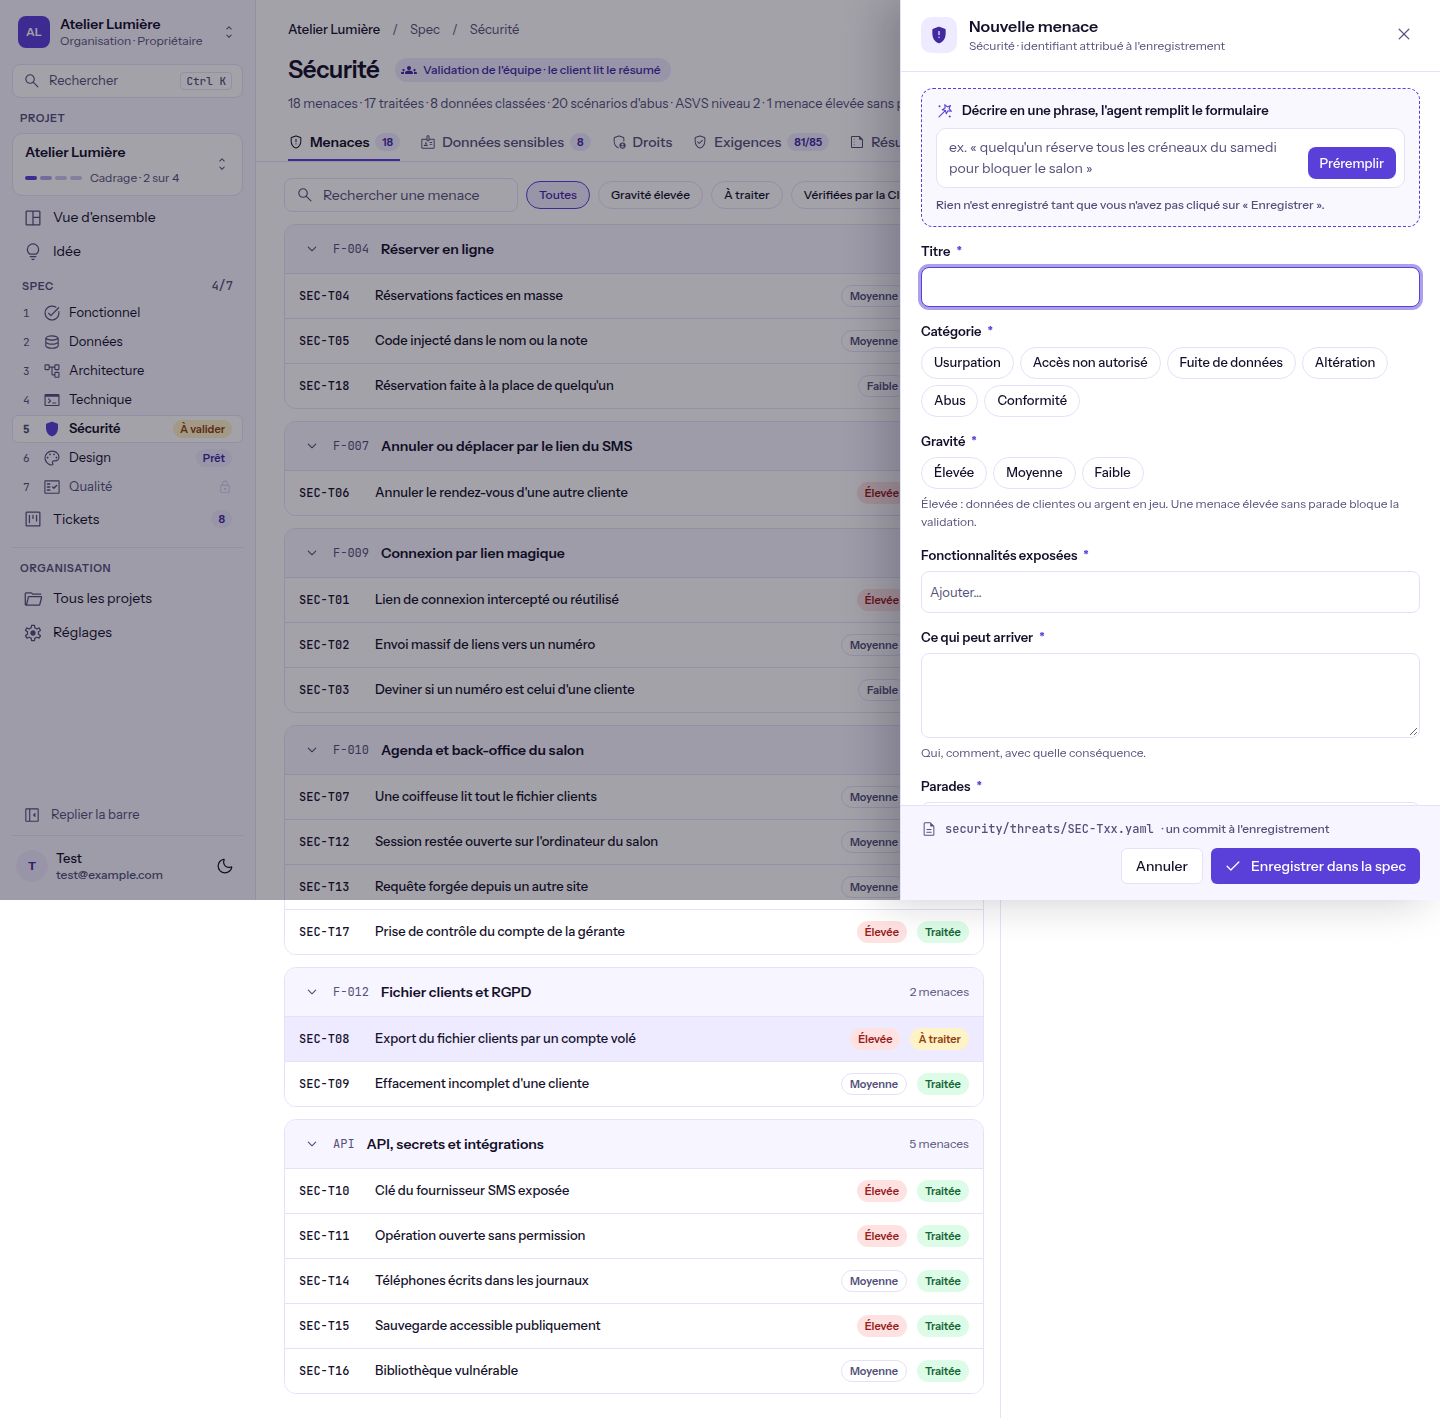 AL
Atelier Lumière
Organisation · Propriétaire
Rechercher
Ctrl K
PROJET
Atelier Lumière
Cadrage · 2 sur 4
Vue d'ensemble
Idée
SPEC 4/7
1 Fonctionnel
2 Données
3 Architecture
4 Technique
5 Sécurité À valider
6 Design Prêt
7 Qualité
Tickets 8
ORGANISATION
Tous les projets
Réglages
Replier la barre
T
Test
test@example.com
Atelier Lumière / Spec / Sécurité
Sécurité
Validation de l'équipe · le client lit le résumé
18 menaces · 17 traitées · 8 données classées · 20 scénarios d'abus · ASVS niveau 2 · 1 menace élevée sans
Menaces 18
Données sensibles 8
Droits
Exigences 81/85
Rechercher une menace
Toutes
Gravité élevée
À traiter
Vérifiées par la
F-004 Réserver en ligne
SEC-T04 Réservations factices en masse Moyenne
SEC-T05 Code injecté dans le nom ou la note Moyenne
SEC-T18 Réservation faite à la place de quelqu'un Faible
F-007 Annuler ou déplacer par le lien du SMS
SEC-T06 Annuler le rendez-vous d'une autre cliente Élevée
F-009 Connexion par lien magique
SEC-T01 Lien de connexion intercepté ou réutilisé Élevée
SEC-T02 Envoi massif de liens vers un numéro Moyenne
SEC-T03 Deviner si un numéro est celui d'une cliente Faible
F-010 Agenda et back-office du salon
SEC-T07 Une coiffeuse lit tout le fichier clients Moyenne
SEC-T12 Session restée ouverte sur l'ordinateur du salon Moyenne
SEC-T13 Requête forgée depuis un autre site Moyenne
SEC-T17 Prise de contrôle du compte de la gérante Élevée Traitée
F-012 Fichier clients et RGPD 2 menaces
SEC-T08 Export du fichier clients par un compte volé Élevée À traiter
SEC-T09 Effacement incomplet d'une cliente Moyenne Traitée
API API, secrets et intégrations 5 menaces
SEC-T10 Clé du fournisseur SMS exposée Élevée Traitée
SEC-T11 Opération ouverte sans permission Élevée Traitée
SEC-T14 Téléphones écrits dans les journaux Moyenne Traitée
SEC-T15 Sauvegarde accessible publiquement Élevée Traitée
SEC-T16 Bibliothèque vulnérable Moyenne Traitée
Nouvelle menace
Sécurité · identifiant attribué à l'enregistrement
Décrire en une phrase, l'agent remplit le formulaire
ex. « quelqu'un réserve tous les créneaux du samedi
pour bloquer le salon »
Préremplir
Rien n'est enregistré tant que vous n'avez pas cliqué sur « Enregistrer ».
Titre *
Catégorie *
Usurpation
Accès non autorisé
Fuite de données
Altération
Abus
Conformité
Gravité *
Élevée
Moyenne
Faible
Élevée : données de clientes ou argent en jeu. Une menace élevée sans parade bloque la
validation.
Fonctionnalités exposées *
Ajouter...
Ce qui peut arriver *
Qui, comment, avec quelle conséquence.
Parades *
security/threats/SEC-Txx.yaml · un commit à l'enregistrement
Annuler
Enregistrer dans la spec